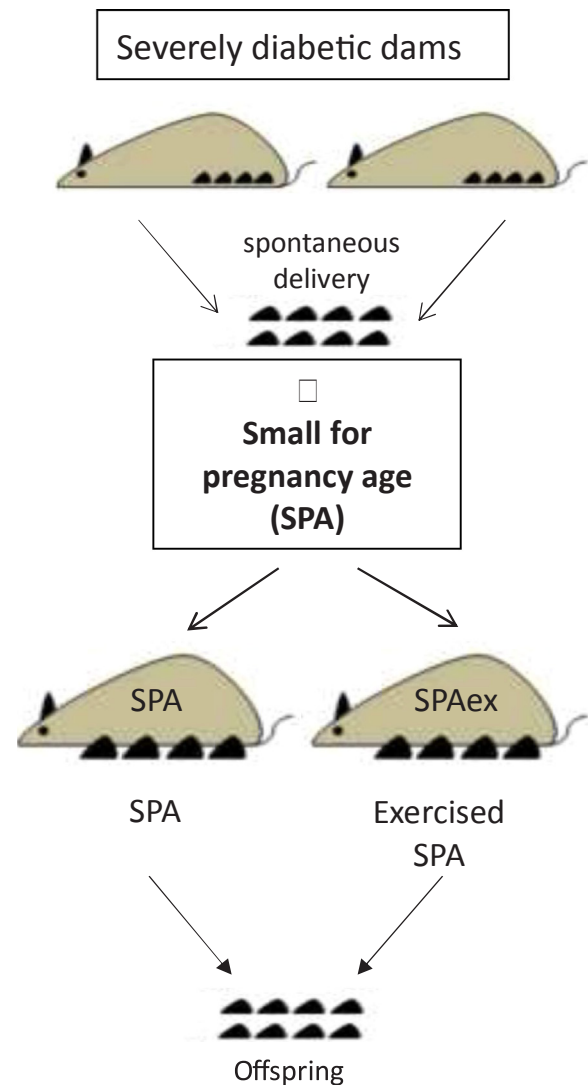 Severely diabetic dams
spontaneous
delivery
□
Small for
pregnancy age
(SPA)
SPA
SPAex
SPA
Exercised
SPA
Offspring